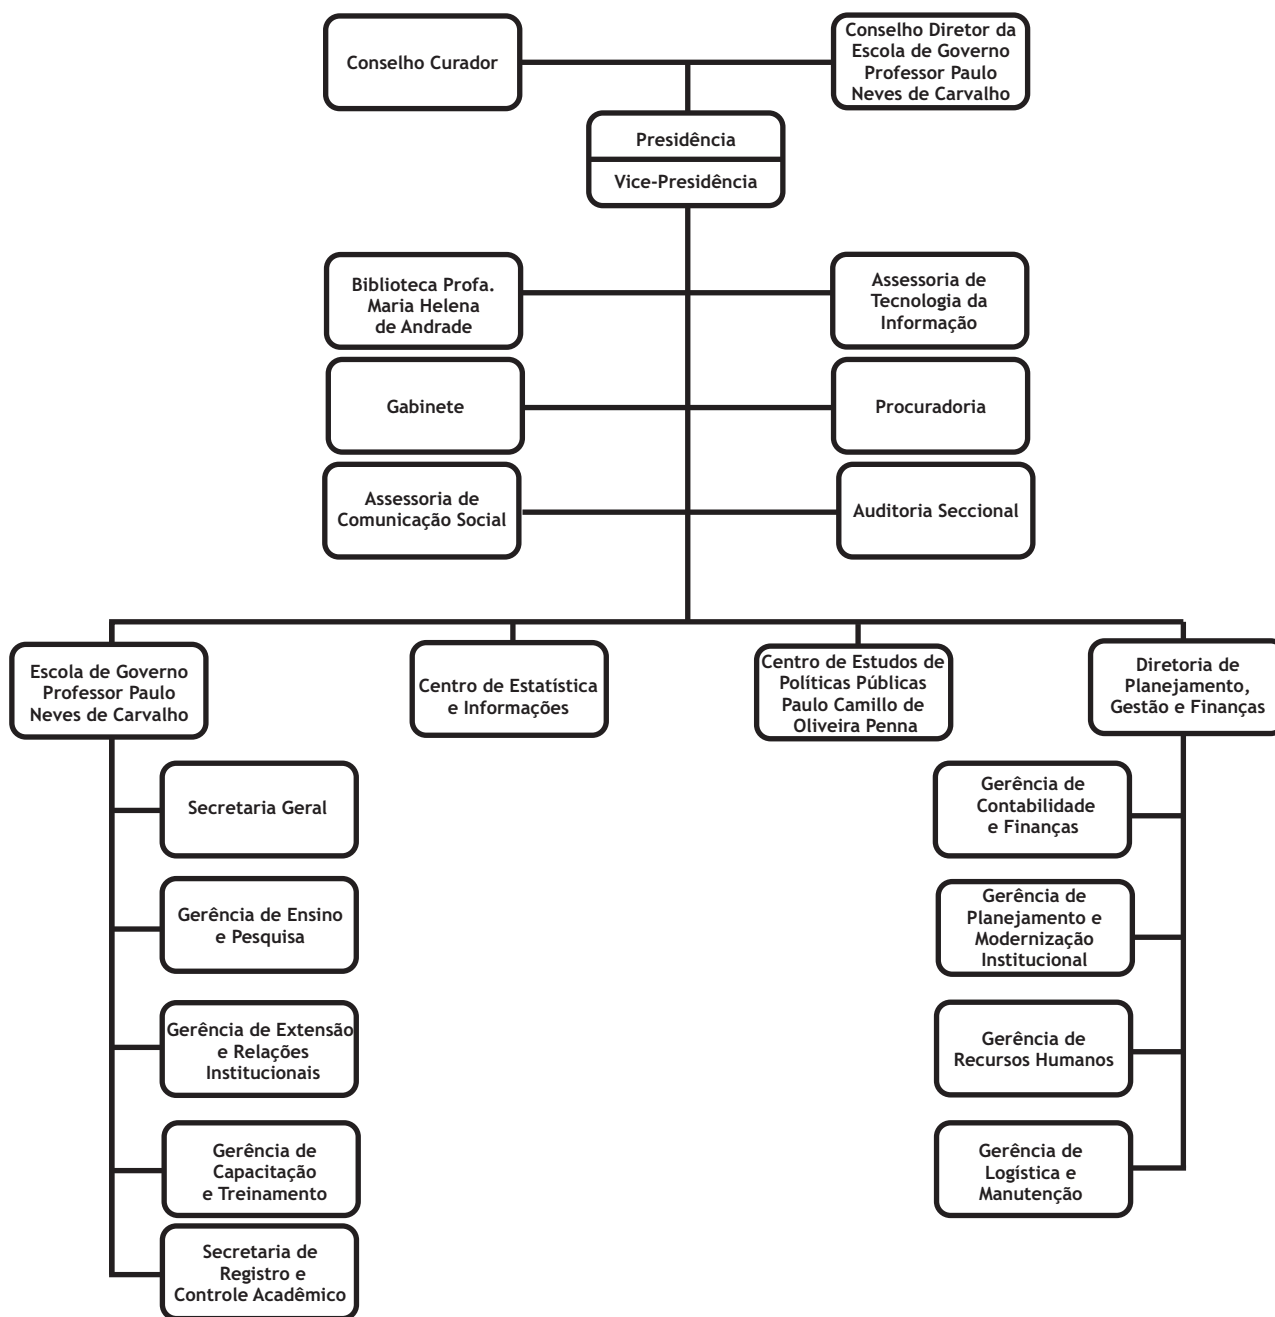 Conselho Curador
Conselho Diretor da
Escola de Governo
Professor Paulo
Neves de Carvalho
Presidência
Vice-Presidência
Biblioteca Profa.
Maria Helena
de Andrade
Assessoria de
Tecnologia da
Informação
Gabinete
Procuradoria
Assessoria de
Comunicação Social
Auditoria Seccional
Escola de Governo
Professor Paulo
Neves de Carvalho
Centro de Estatística
e Informações
Centro de Estudos de
Políticas Públicas
Paulo Camillo de
Oliveira Penna
Diretoria de
Planejamento,
Gestão e Finanças
Secretaria Geral
Gerência de Ensino
e Pesquisa
Gerência de Extensão
e Relações
Institucionais
Gerência de
Capacitação
e Treinamento
Secretaria de
Registro e
Controle Acadêmico
Gerência de
Contabilidade
e Finanças
Gerência de
Planejamento e
Modernização
Institucional
Gerência de
Recursos Humanos
Gerência de
Logística e
Manutenção